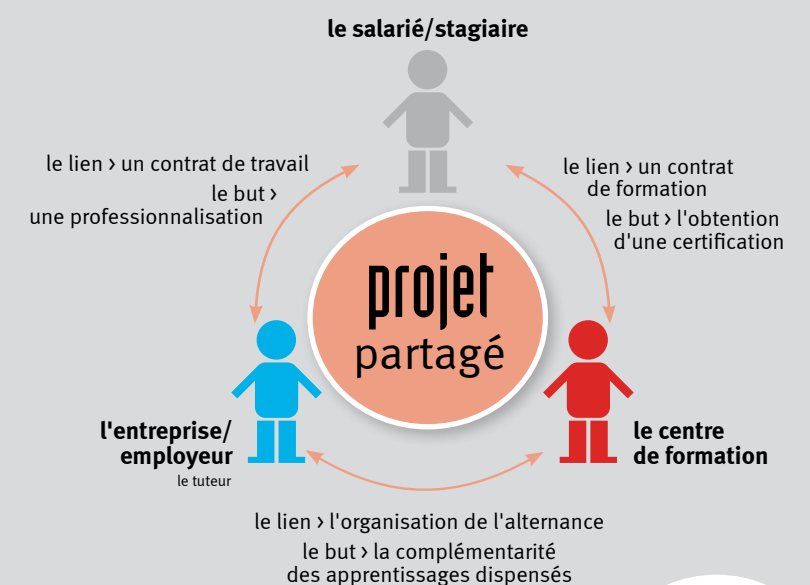 le salarié/stagiaire
le lien › un contrat de travail
le but ›
une professionnalisation
le lien › un contrat
de formation
le but › l'obtention
d'une certification
projet
partagé
l'entreprise/
employeur
le tuteur
le centre
de formation
le lien › l'organisation de l'alternance
le but › la complémentarité
des apprentissages dispensés